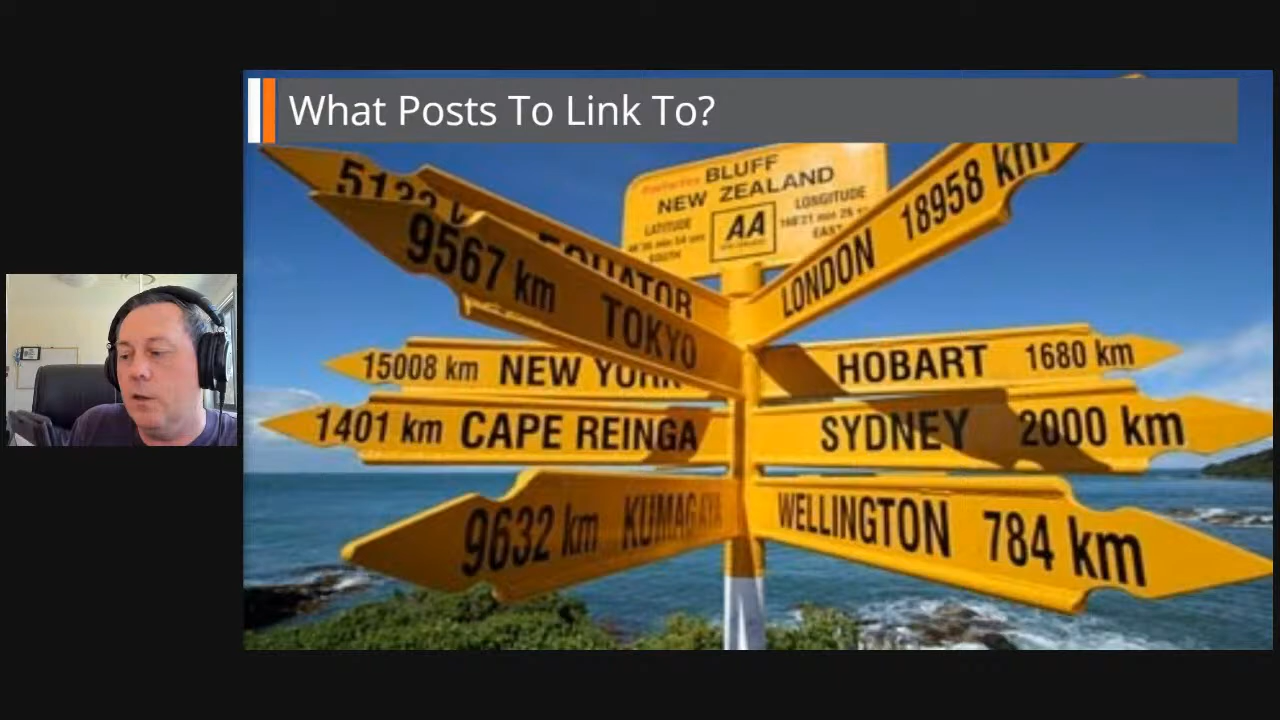 What Posts To Link To?
BLUFF
NEW ZEALAND
LATITUDE
LONGITUDE
SOUTH
EAST
AA
5133
EQUATOR
18958 km
LONDON
9567 km TOKYO
15008 km NEW YORK
HOBART 1680 km
1401 km CAPE REINGA
SYDNEY 2000 km
9632 km KUMAGAYA
WELLINGTON 784 km